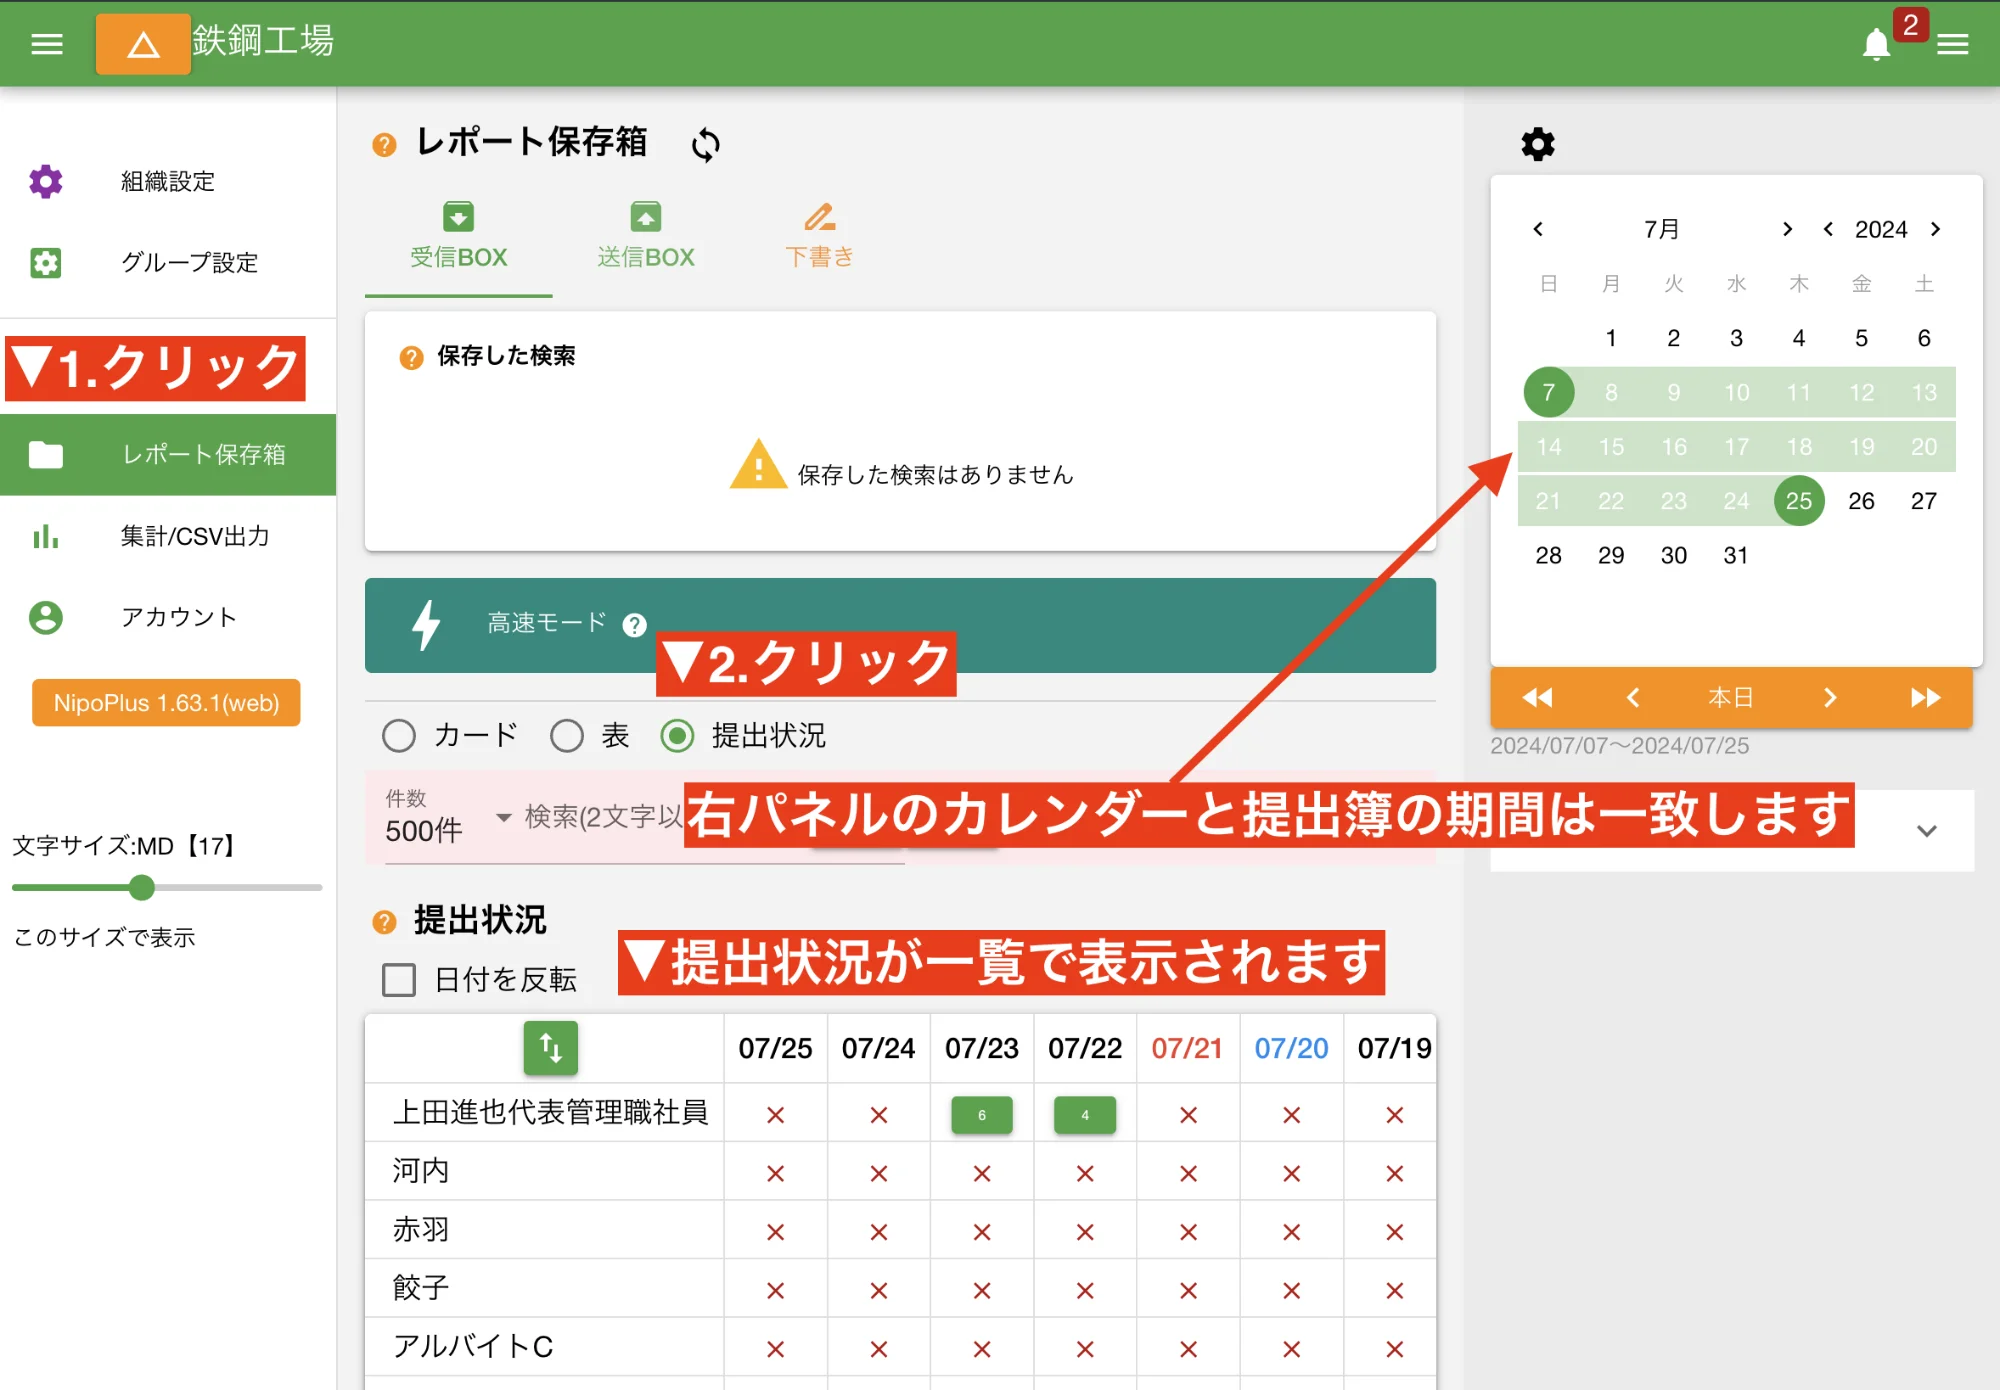 鉄鋼工場
2
組織設定
グループ設定
▼1.クリック
レポート保存箱
集計/CSV出力
アカウント
NipoPlus 1.63.1(web)
文字サイズ:MD【17】
このサイズで表示
レポート保存箱
受信BOX 送信BOX 下書き
保存した検索
保存した検索はありません
高速モード
▼2.クリック
カード 表 提出状況
件数
500件
検索(2文字以
右パネルのカレンダーと提出簿の期間は一致します
提出状況
▼提出状況が一覧で表示されます
日付を反転
07/25 07/24 07/23 07/22 07/21 07/20 07/19
上田進也代表管理職社員 × × 6 4 × × ×
河内 × × × × × × ×
赤羽 × × × × × × ×
餃子 × × × × × × ×
アルバイトC × × × × × × ×
7月 2024
日 月 火 水 木 金 土
1 2 3 4 5 6
7 8 9 10 11 12 13
14 15 16 17 18 19 20
21 22 23 24 25 26 27
28 29 30 31
本日
2024/07/07〜2024/07/25